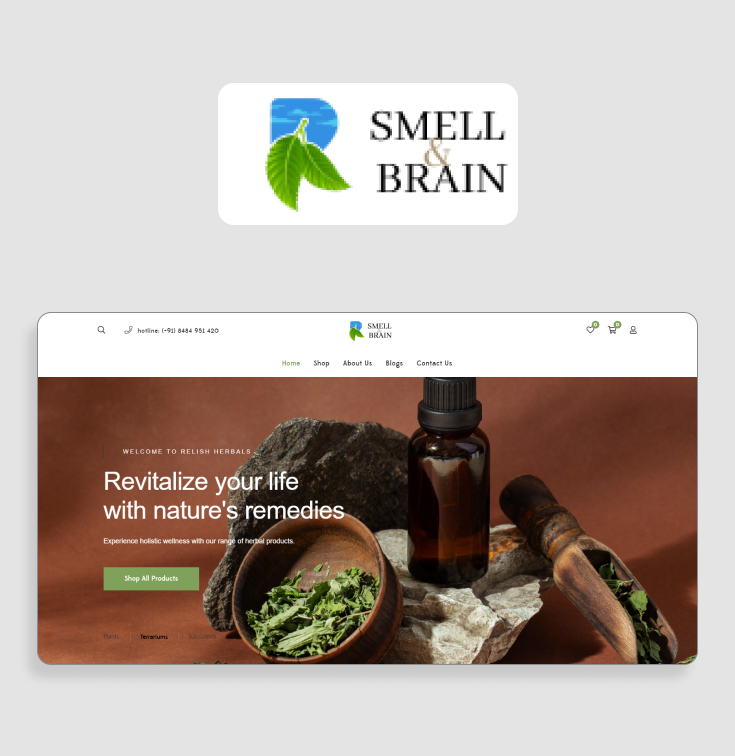 SMELL
&
BRAIN
hotline: (+91) 8484 951 420
SMELL
BRAIN
0
0
Home Shop About Us Blogs Contact Us
WELCOME TO RELISH HERBALS
Revitalize your life
with nature's remedies
Experience holistic wellness with our range of herbal products.
Shop All Products
Plants Terrariums Succulents